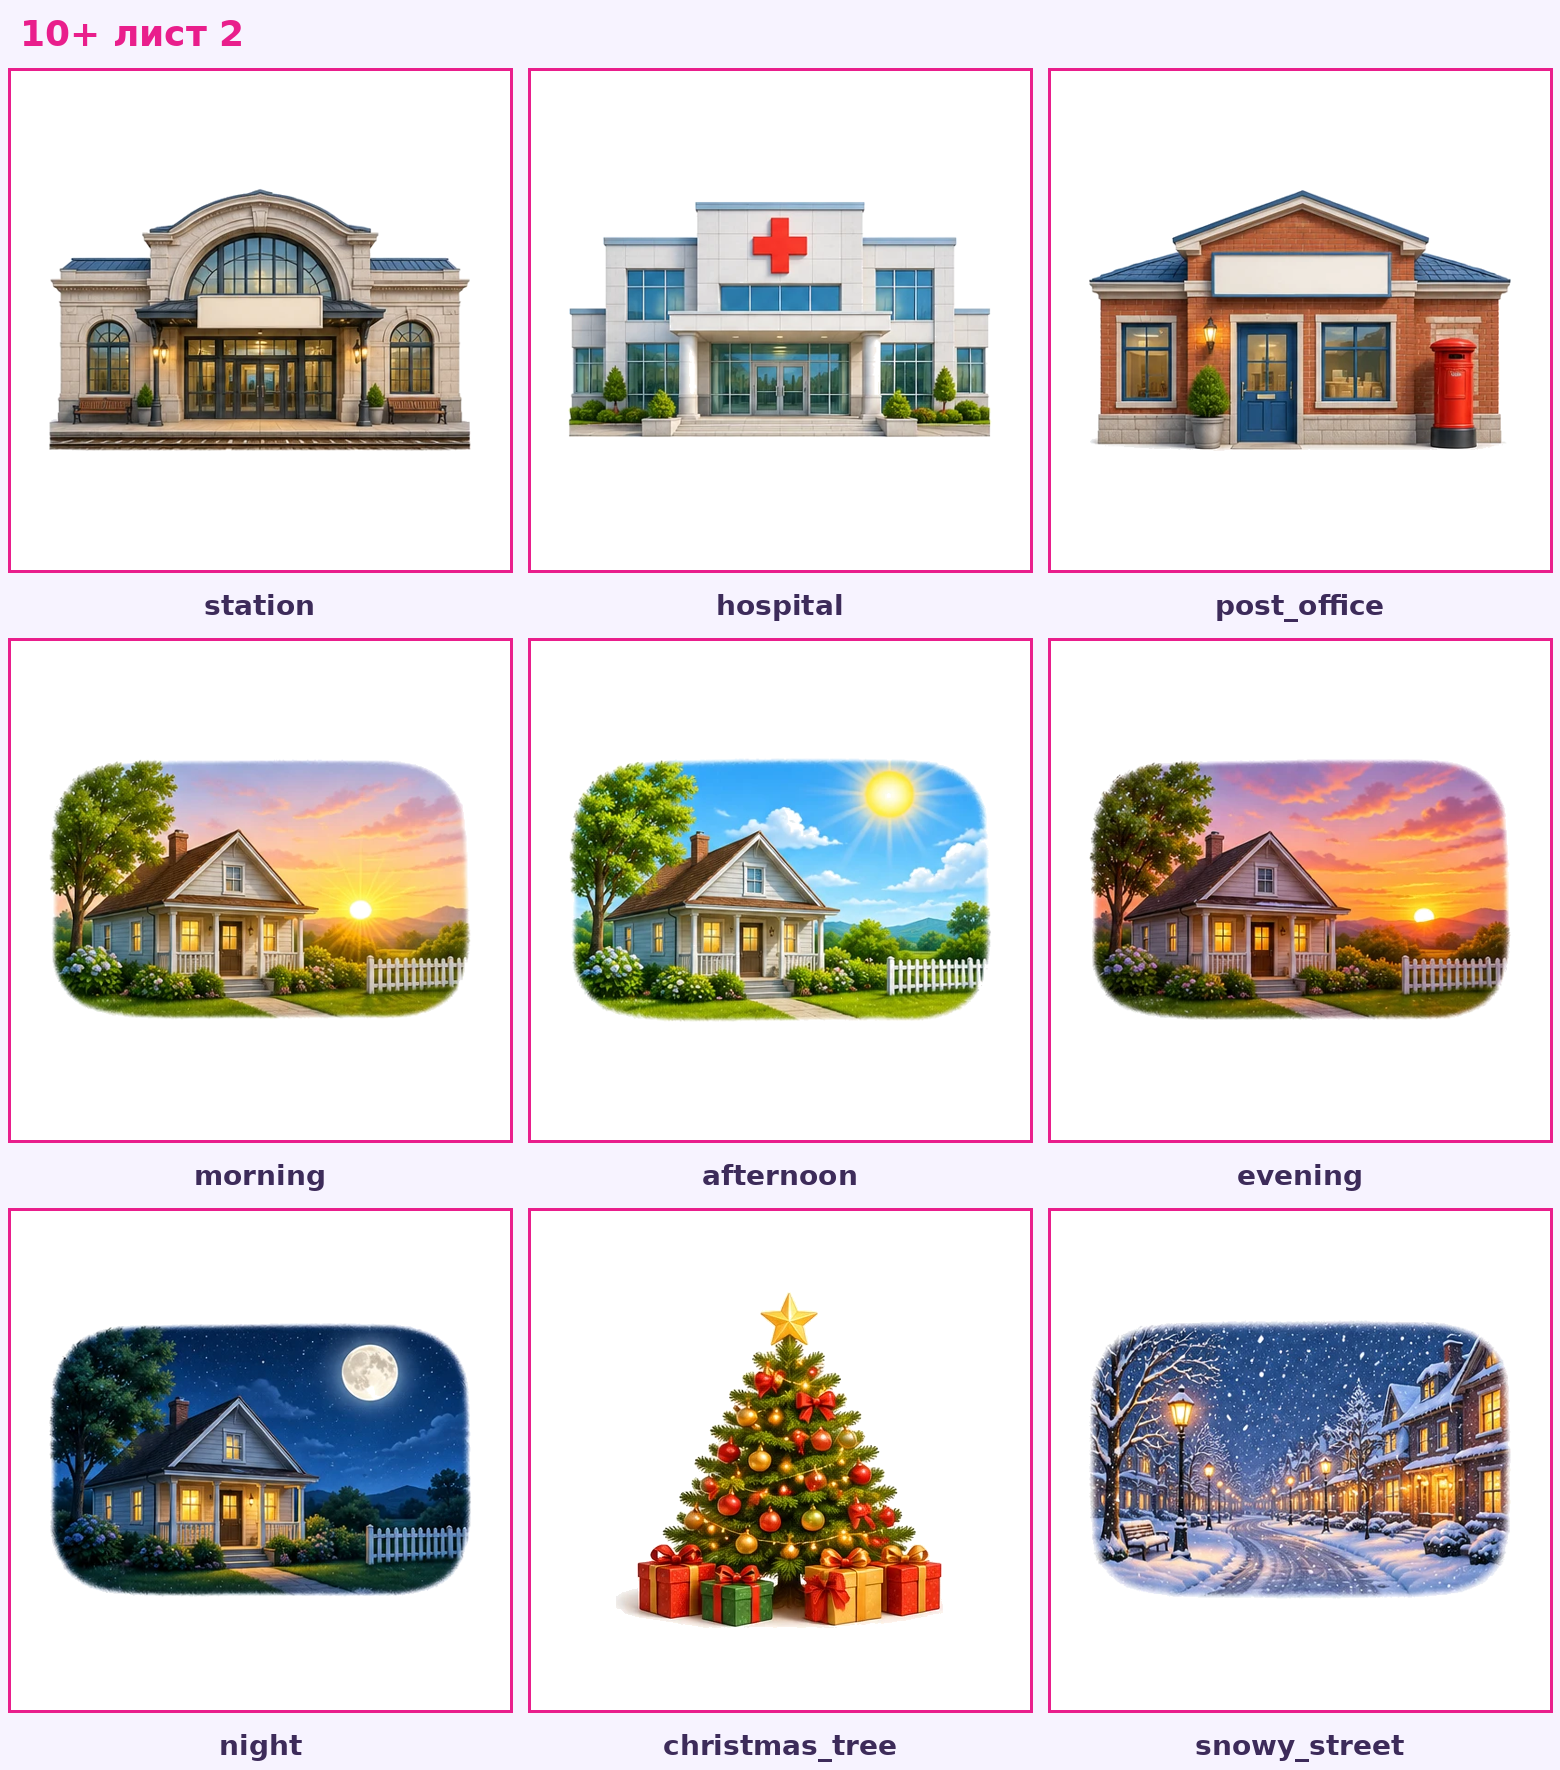 10+ лист 2
station
hospital
post_office
morning
afternoon
evening
night
christmas_tree
snowy_street